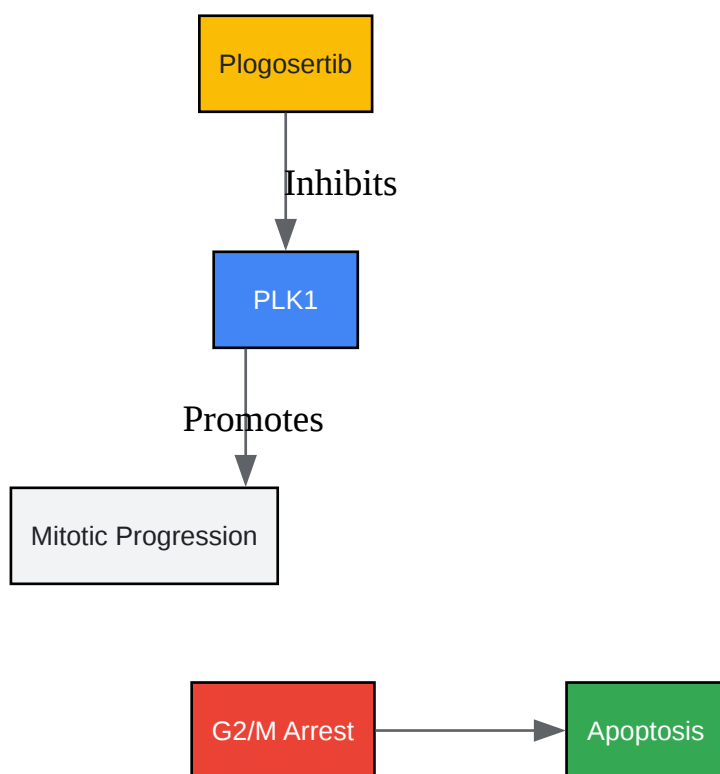 Plogosertib
Inhibits
PLK1
Promotes
Mitotic Progression
G2/M Arrest
Apoptosis